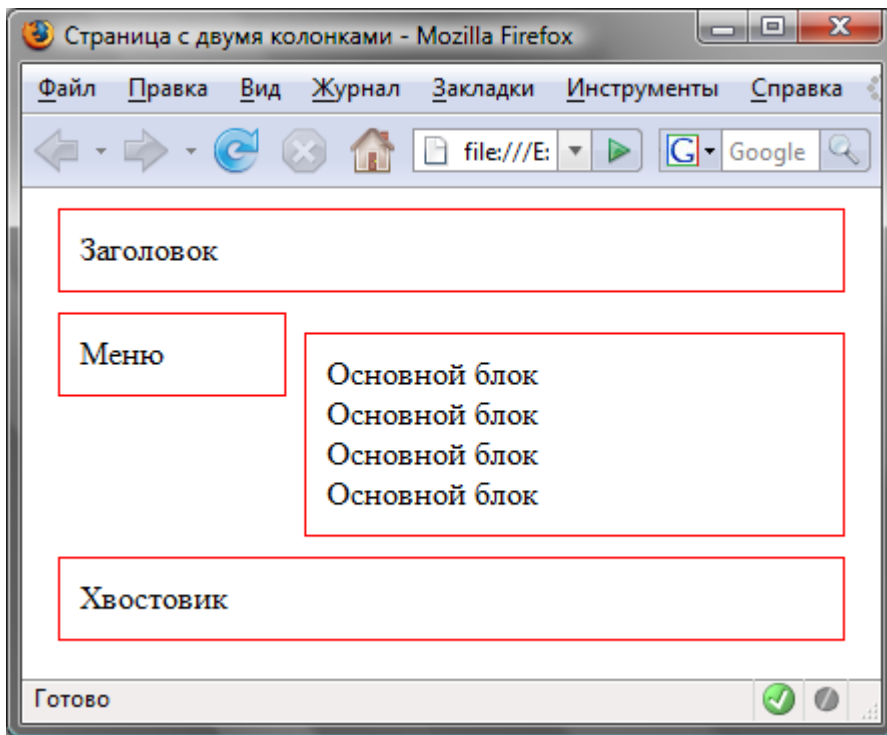 Страница с двумя колонками - Mozilla Firefox
Файл Правка Вид Журнал Закладки Инструменты Справка
file:///E: G Google
Заголовок
Меню
Основной блок
Основной блок
Основной блок
Основной блок
Хвостовик
Готово